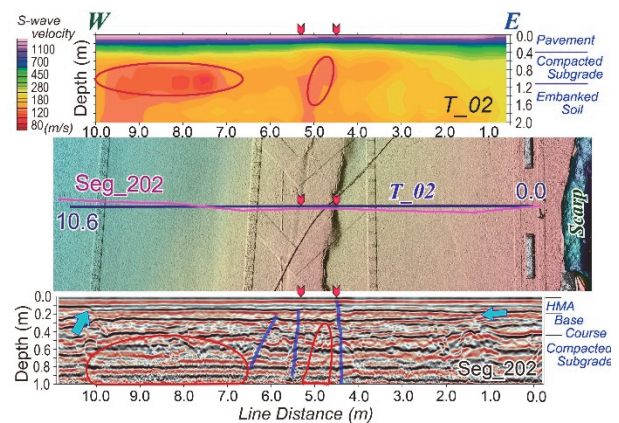 W E
S-wave
velocity
1100
700
450
280
180
120
80
(m/s)
Depth (m)
0.0
0.4
0.8
1.2
1.6
2.0
Pavement
Compacted
Subgrade
Embanked
Soil
T_02
10.0 9.0 8.0 7.0 6.0 5.0 4.0 3.0 2.0 1.0
Seg_202
T_02
0.0
10.6
Scarp
Depth (m)
0.0
0.2
0.4
0.6
0.8
1.0
HMA
Base
Course
Compacted
Subgrade
Seg_202
10.0 9.0 8.0 7.0 6.0 5.0 4.0 3.0 2.0 1.0 0.0
Line Distance (m)